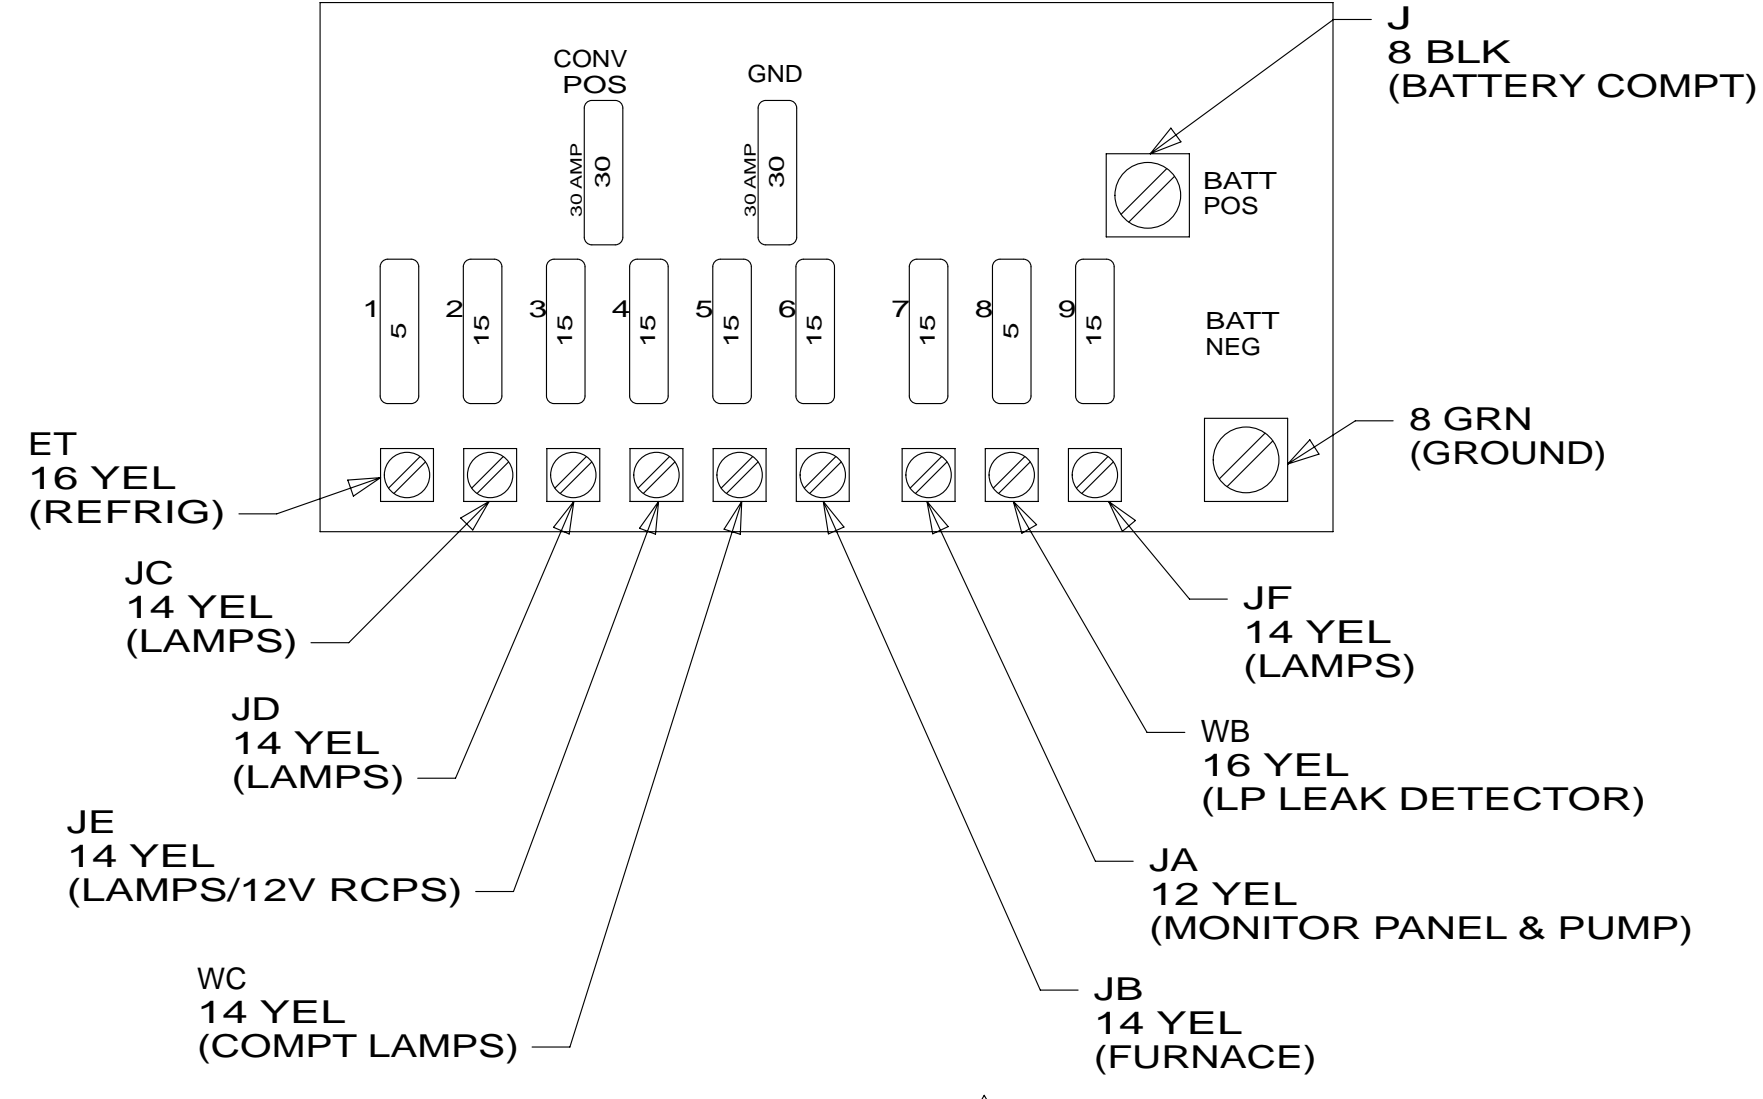 J
8 BLK
(BATTERY COMPT)
CONV
POS
GND
30 AMP
30
30 AMP
30
BATT
POS
1
5
2
15
3
15
4
15
5
15
6
15
7
15
8
5
9
15
BATT
NEG
8 GRN
(GROUND)
ET
16 YEL
(REFRIG)
JC
14 YEL
(LAMPS)
JF
14 YEL
(LAMPS)
JD
14 YEL
(LAMPS)
WB
16 YEL
(LP LEAK DETECTOR)
JE
14 YEL
(LAMPS/12V RCPS)
JA
12 YEL
(MONITOR PANEL & PUMP)
WC
14 YEL
(COMPT LAMPS)
JB
14 YEL
(FURNACE)